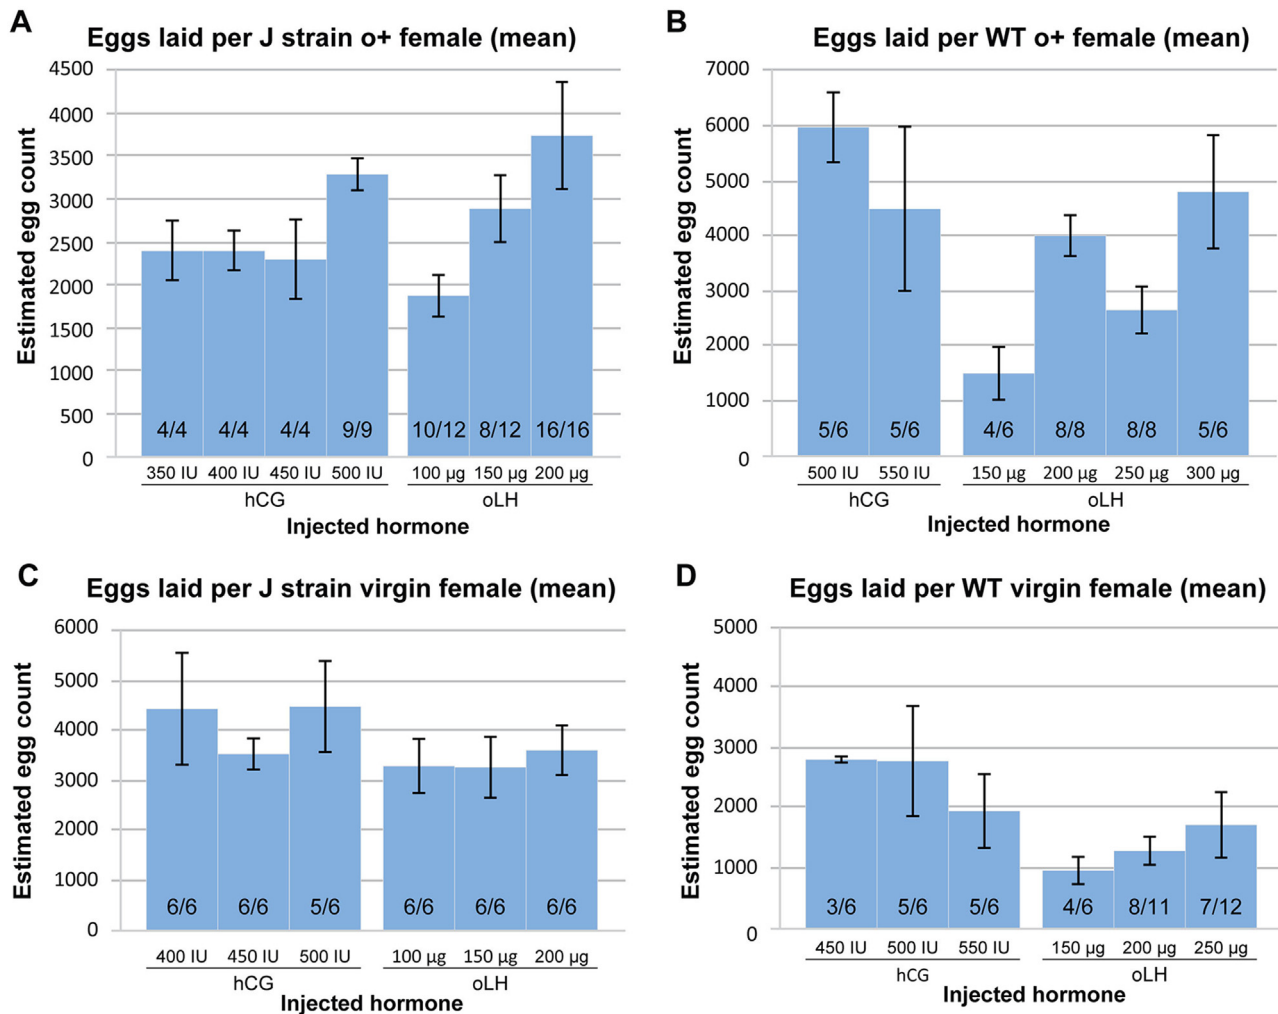 A
Eggs laid per J strain o+ female (mean)
Estimated egg count
4500
4000
3500
3000
2500
2000
1500
1000
500
0
4/4 4/4 4/4 9/9 10/12 8/12 16/16
350 IU 400 IU 450 IU 500 IU 100 µg 150 µg 200 µg
hCG oLH
Injected hormone
B
Eggs laid per WT o+ female (mean)
Estimated egg count
7000
6000
5000
4000
3000
2000
1000
0
5/6 5/6 4/6 8/8 8/8 5/6
500 IU 550 IU 150 µg 200 µg 250 µg 300 µg
hCG oLH
Injected hormone
C
Eggs laid per J strain virgin female (mean)
Estimated egg count
6000
5000
4000
3000
2000
1000
0
6/6 6/6 5/6 6/6 6/6 6/6
400 IU 450 IU 500 IU 100 µg 150 µg 200 µg
hCG oLH
Injected hormone
D
Eggs laid per WT virgin female (mean)
Estimated egg count
5000
4000
3000
2000
1000
0
3/6 5/6 5/6 4/6 8/11 7/12
450 IU 500 IU 550 IU 150 µg 200 µg 250 µg
hCG oLH
Injected hormone